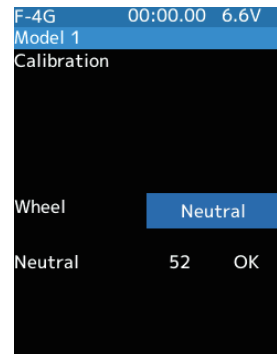 F-4G 00:00.00 6.6V
Model 1
Calibration
Wheel Neutral
Neutral 52 OK